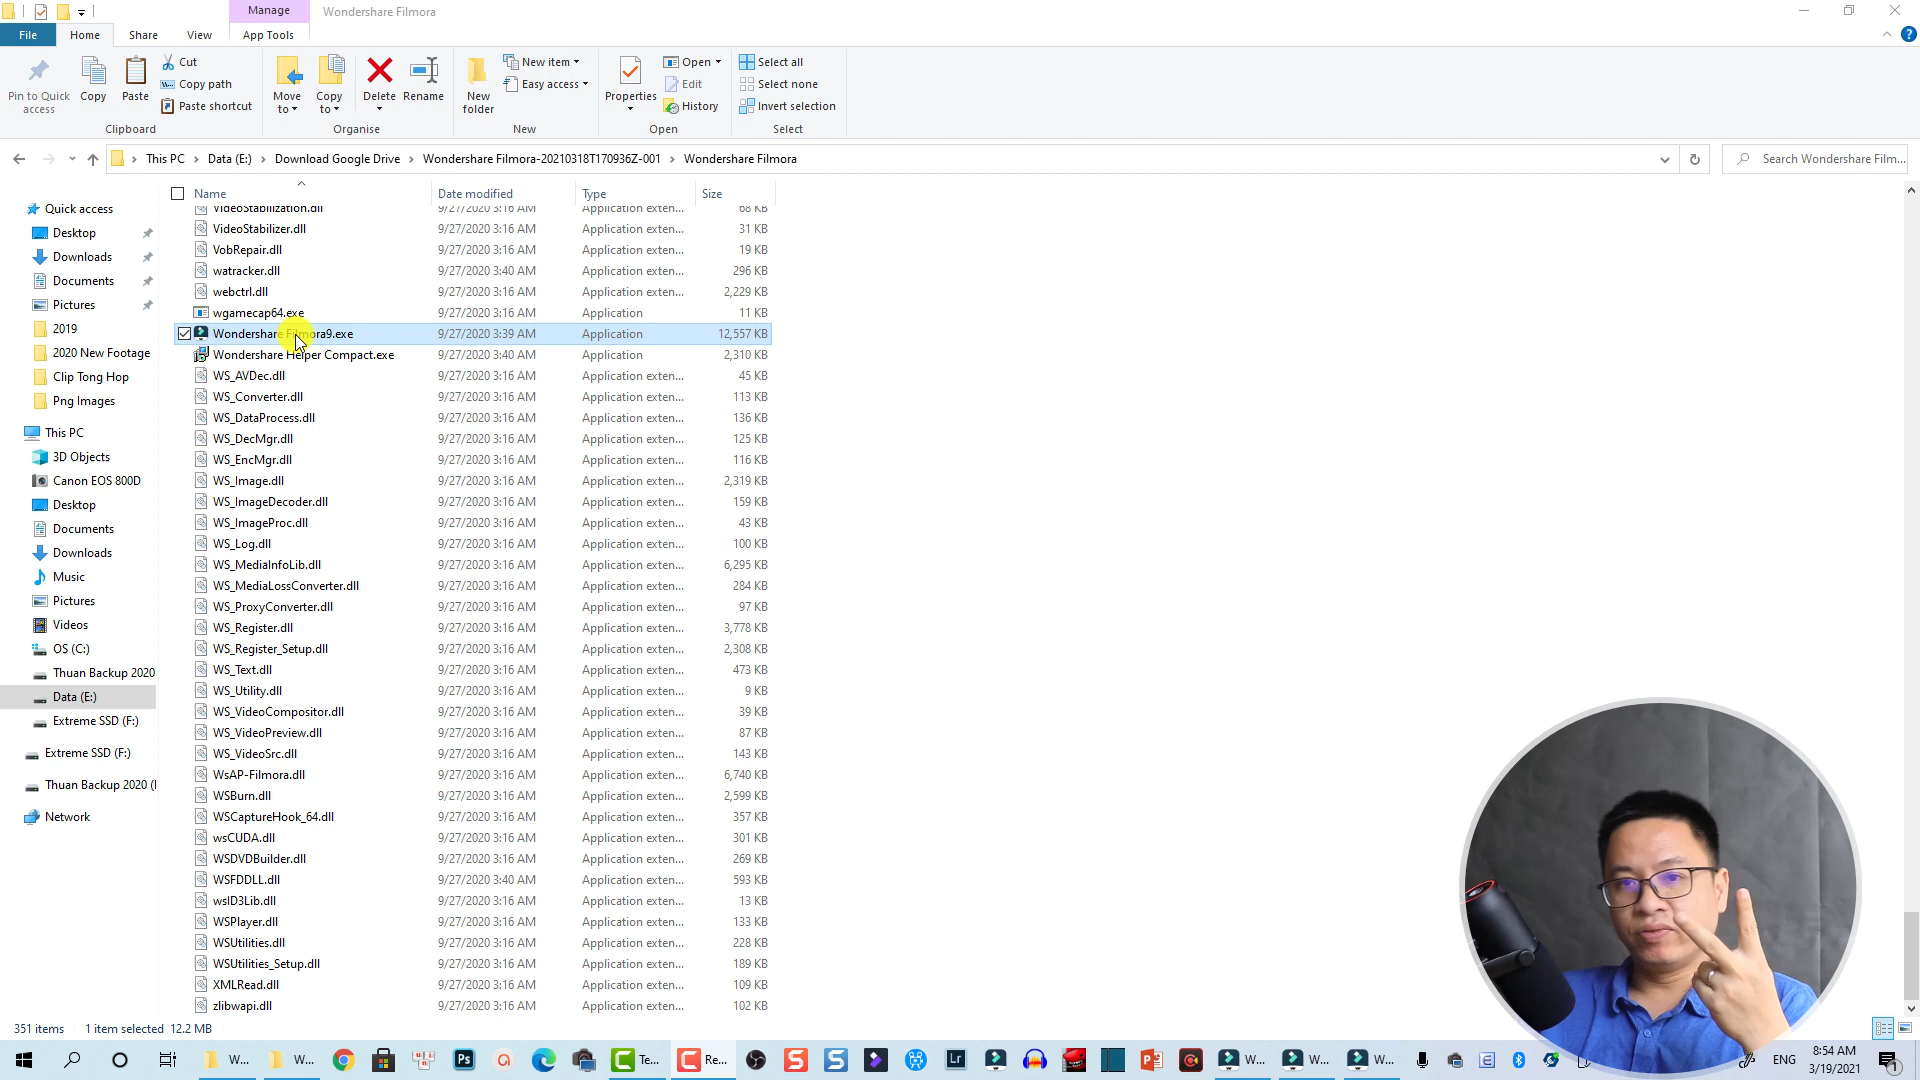 Manage
Wondershare Filmora
File
Home
Share
View
App Tools
Pin to Quick access
Copy
Paste
Cut
Copy path
Paste shortcut
Clipboard
Move to
Copy to
Delete
Rename
Organise
New folder
New item
Easy access
New
Properties
Open
Edit
History
Open
Select all
Select none
Invert selection
Select
This PC > Data (E:) > Download Google Drive > Wondershare Filmora-20210318T170936Z-001 > Wondershare Filmora
Search Wondershare Film...
Quick access
Desktop
Downloads
Documents
Pictures
2019
2020 New Footage
Clip Tong Hop
Png Images
This PC
3D Objects
Canon EOS 800D
Desktop
Documents
Downloads
Music
Pictures
Videos
OS (C:)
Thuan Backup 2020
Data (E:)
Extreme SSD (F:)
Extreme SSD (F:)
Thuan Backup 2020 (I
Network
Name Date modified Type Size
VideoStabilization.dll 9/27/2020 3:16 AM Application exten... 68 KB
VideoStabilizer.dll 9/27/2020 3:16 AM Application exten... 31 KB
VobRepair.dll 9/27/2020 3:16 AM Application exten... 19 KB
watracker.dll 9/27/2020 3:40 AM Application exten... 296 KB
webctrl.dll 9/27/2020 3:16 AM Application exten... 2,229 KB
wgamecap64.exe 9/27/2020 3:16 AM Application 11 KB
Wondershare Filmora9.exe 9/27/2020 3:39 AM Application 12,557 KB
Wondershare Helper Compact.exe 9/27/2020 3:40 AM Application 2,310 KB
WS_AVDec.dll 9/27/2020 3:16 AM Application exten... 45 KB
WS_Converter.dll 9/27/2020 3:16 AM Application exten... 113 KB
WS_DataProcess.dll 9/27/2020 3:16 AM Application exten... 136 KB
WS_DecMgr.dll 9/27/2020 3:16 AM Application exten... 125 KB
WS_EncMgr.dll 9/27/2020 3:16 AM Application exten... 116 KB
WS_Image.dll 9/27/2020 3:16 AM Application exten... 2,319 KB
WS_ImageDecoder.dll 9/27/2020 3:16 AM Application exten... 159 KB
WS_ImageProc.dll 9/27/2020 3:16 AM Application exten... 43 KB
WS_Log.dll 9/27/2020 3:16 AM Application exten... 100 KB
WS_MediaInfoLib.dll 9/27/2020 3:16 AM Application exten... 6,295 KB
WS_MediaLossConverter.dll 9/27/2020 3:16 AM Application exten... 284 KB
WS_ProxyConverter.dll 9/27/2020 3:16 AM Application exten... 97 KB
WS_Register.dll 9/27/2020 3:16 AM Application exten... 3,778 KB
WS_Register_Setup.dll 9/27/2020 3:16 AM Application exten... 2,308 KB
WS_Text.dll 9/27/2020 3:16 AM Application exten... 473 KB
WS_Utility.dll 9/27/2020 3:16 AM Application exten... 9 KB
WS_VideoCompositor.dll 9/27/2020 3:16 AM Application exten... 39 KB
WS_VideoPreview.dll 9/27/2020 3:16 AM Application exten... 87 KB
WS_VideoSrc.dll 9/27/2020 3:16 AM Application exten... 143 KB
WsAP-Filmora.dll 9/27/2020 3:16 AM Application exten... 6,740 KB
WSBurn.dll 9/27/2020 3:16 AM Application exten... 2,599 KB
WSCaptureHook_64.dll 9/27/2020 3:16 AM Application exten... 357 KB
wsCUDA.dll 9/27/2020 3:16 AM Application exten... 301 KB
WSDVDBuilder.dll 9/27/2020 3:16 AM Application exten... 269 KB
WSFDDLL.dll 9/27/2020 3:40 AM Application exten... 593 KB
wsID3Lib.dll 9/27/2020 3:16 AM Application exten... 13 KB
WSPlayer.dll 9/27/2020 3:16 AM Application exten... 133 KB
WSUtilities.dll 9/27/2020 3:16 AM Application exten... 228 KB
WSUtilities_Setup.dll 9/27/2020 3:16 AM Application exten... 189 KB
XMLRead.dll 9/27/2020 3:16 AM Application exten... 109 KB
zlibwapi.dll 9/27/2020 3:16 AM Application exten... 102 KB
351 items 1 item selected 12.2 MB
W... W... Ps Te... Re... Lr W... W... W... ENG
8:54 AM
3/19/2021